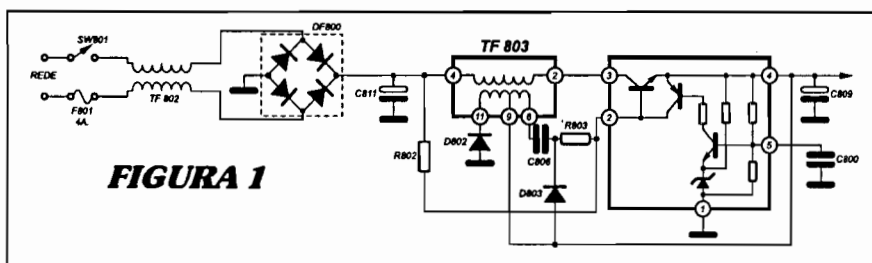 SW801
REDE
F801
4A.
TF 802
DF800
C811
R802
TF 803
4
2
11
9
6
D802
C806
R803
D803
3
2
4
5
1
C809
C800
FIGURA 1